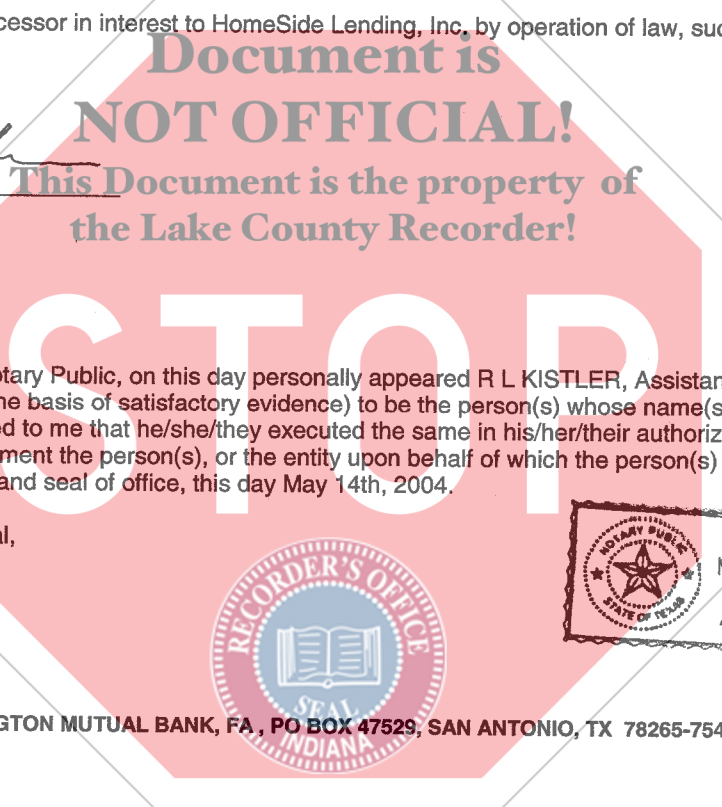 cessor in interest to HomeSide Lending, Inc. by operation of law, suc
Document is
NOT OFFICIAL!
This Document is the property of
the Lake County Recorder!
STOP
otary Public, on this day personally appeared R L KISTLER, Assistan
he basis of satisfactory evidence) to be the person(s) whose name(s
ed to me that he/she/they executed the same in his/her/their authoriz
ment the person(s), or the entity upon behalf of which the person(s)
and seal of office, this day May 14th, 2004.
al,
NOTARY PUBLIC
STATE OF TEXAS
RECORDER'S OFFICE
SEAL
INDIANA
GTON MUTUAL BANK, FA , PO BOX 47529, SAN ANTONIO, TX 78265-754